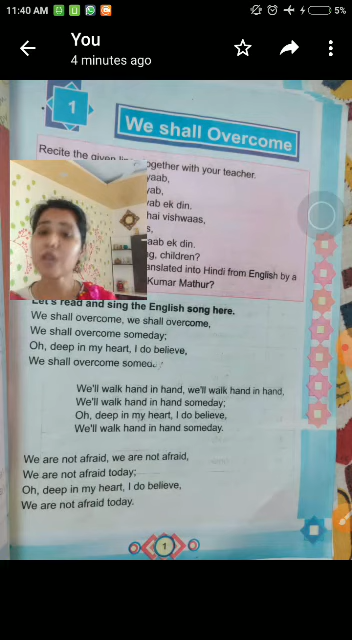 11:40 AM
5%
You
4 minutes ago
1
We shall Overcome
Recite the given together with your teacher.
yaab,
yab,
yab ek din.
hai vishwaas,
s,
aab ek din.
g, children?
anslated into Hindi from English by a
Kumar Mathur?
Let's read and sing the English song here.
We shall overcome, we shall overcome,
We shall overcome someday;
Oh, deep in my heart, I do believe,
We shall overcome
We'll walk hand in hand, we'll walk hand in hand,
We'll walk hand in hand someday;
Oh, deep in my heart, I do believe,
We'll walk hand in hand someday.
We are not afraid, we are not afraid,
We are not afraid today;
Oh, deep in my heart, I do believe,
We are not afraid today.
1